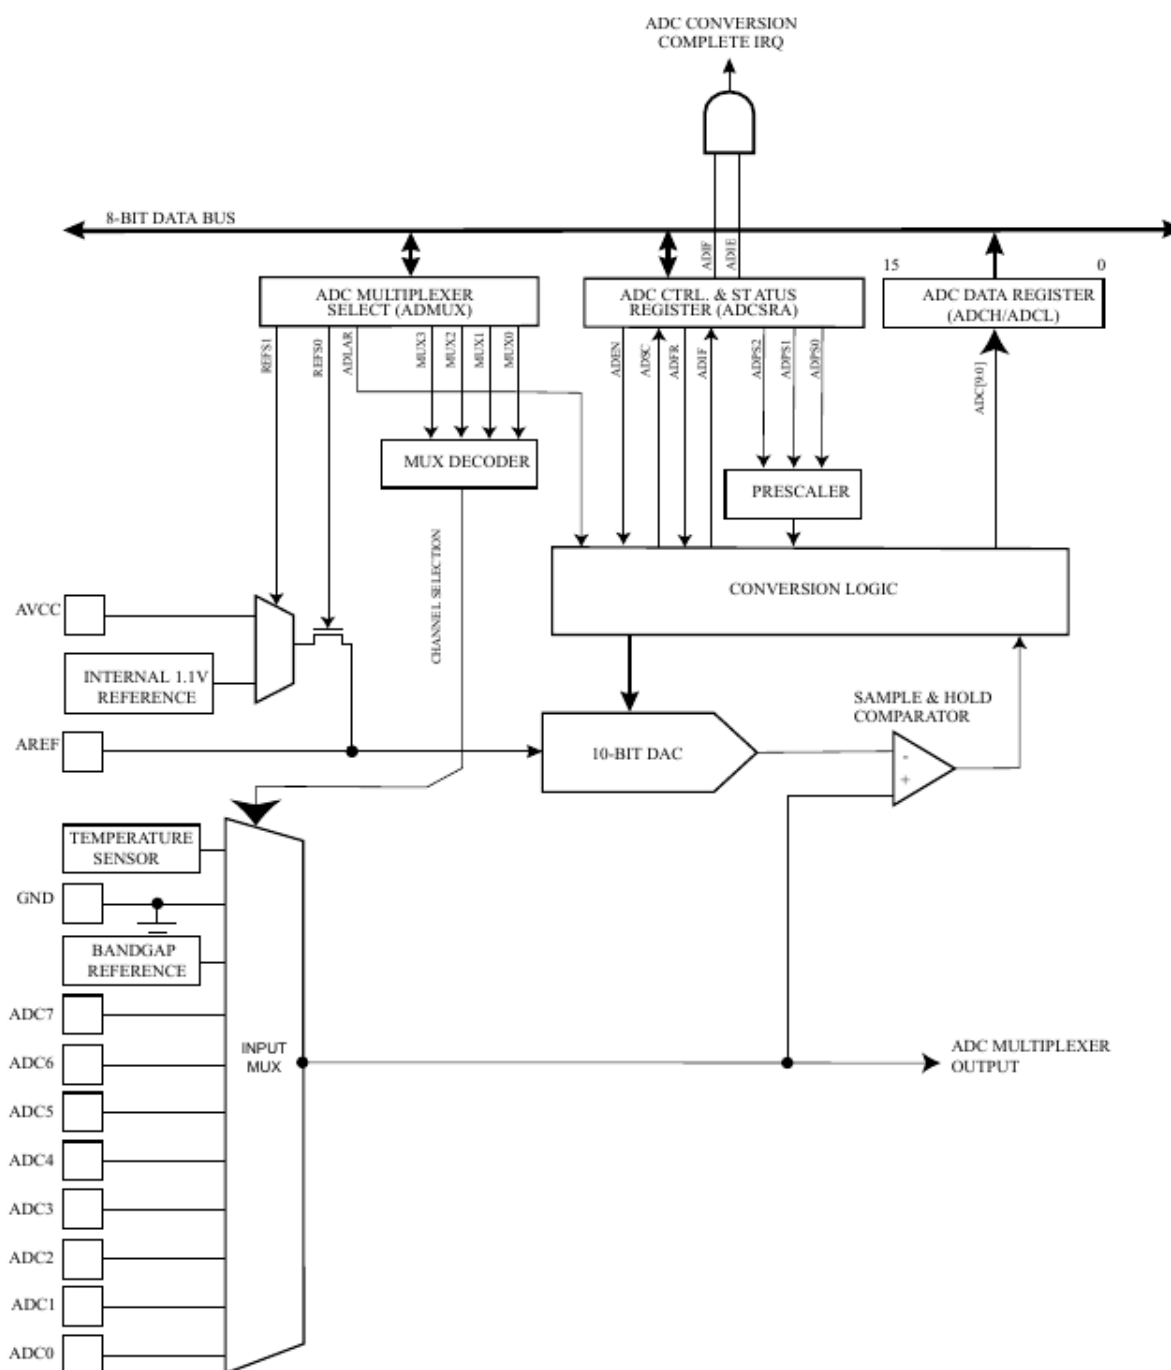 ADC CONVERSION
COMPLETE IRQ
8-BIT DATA BUS
ADIF
ADIE
15
0
ADC MULTIPLEXER
SELECT (ADMUX)
ADC CTRL. & STATUS
REGISTER (ADCSRA)
ADC DATA REGISTER
(ADCH/ADCL)
REFS1
REFS0
ADLAR
MUX3
MUX2
MUX1
MUX0
ADEN
ADSC
ADFR
ADIF
ADPS2
ADPS1
ADPS0
ADC[9:0]
MUX DECODER
PRESCALER
CHANNEL SELECTION
CONVERSION LOGIC
AVCC
INTERNAL 1.1V
REFERENCE
SAMPLE & HOLD
COMPARATOR
AREF
10-BIT DAC
-
+
TEMPERATURE
SENSOR
GND
BANDGAP
REFERENCE
ADC7
ADC6
INPUT
MUX
ADC MULTIPLEXER
OUTPUT
ADC5
ADC4
ADC3
ADC2
ADC1
ADC0